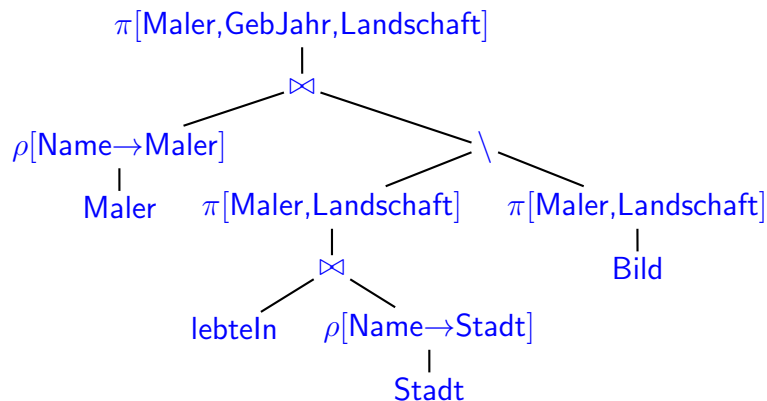 π[Maler,GebJahr,Landschaft]
⋈
ρ[Name→Maler]
\
Maler
π[Maler,Landschaft]
π[Maler,Landschaft]
⋈
Bild
lebteIn
ρ[Name→Stadt]
Stadt